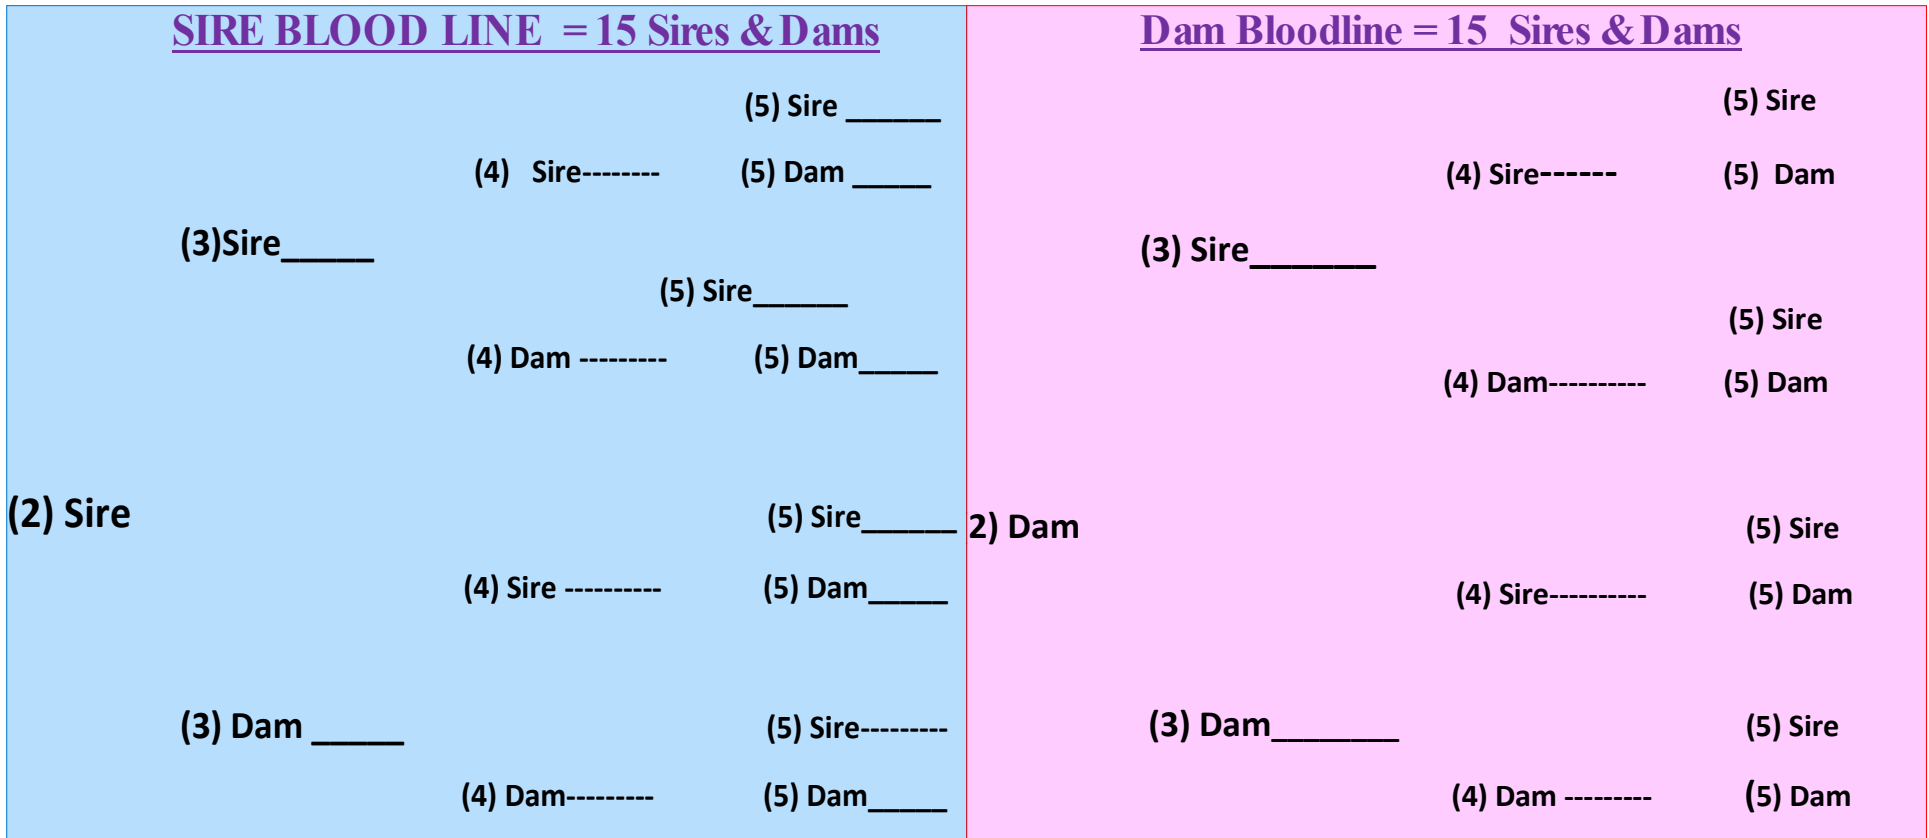 SIRE BLOOD LINE = 15 Sires & Dams
(5) Sire ______
(4) Sire-------- (5) Dam _____
(3)Sire_____
(5) Sire______
(4) Dam --------- (5) Dam_____
(2) Sire
(5) Sire______
(4) Sire ---------- (5) Dam_____
(3) Dam _____
(5) Sire---------
(4) Dam--------- (5) Dam_____
Dam Bloodline = 15 Sires & Dams
(5) Sire
(4) Sire------ (5) Dam
(3) Sire______
(5) Sire
(4) Dam---------- (5) Dam
2) Dam
(5) Sire
(4) Sire---------- (5) Dam
(3) Dam_______
(5) Sire
(4) Dam --------- (5) Dam